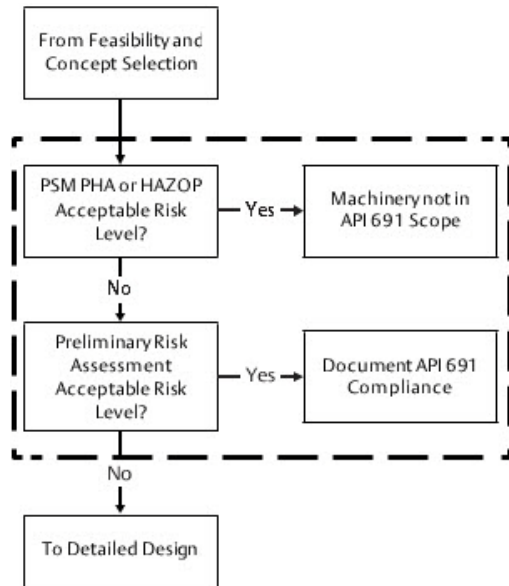 From Feasibility and
Concept Selection
PSM PHA or HAZOP
Acceptable Risk
Level?
Yes
Machinery not in
API 691 Scope
No
Preliminary Risk
Assessment
Acceptable Risk
Level?
Yes
Document API 691
Compliance
No
To Detailed Design